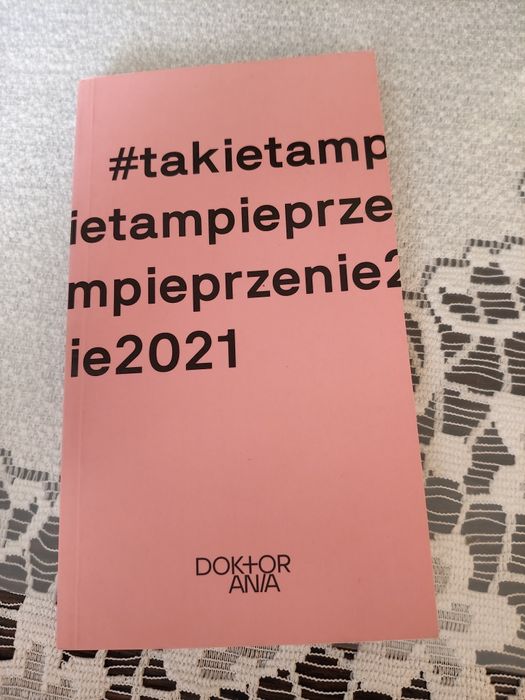 #takietamp
ietampieprze
mpieprzenie2
ie2021
DOKTOR
ANIA